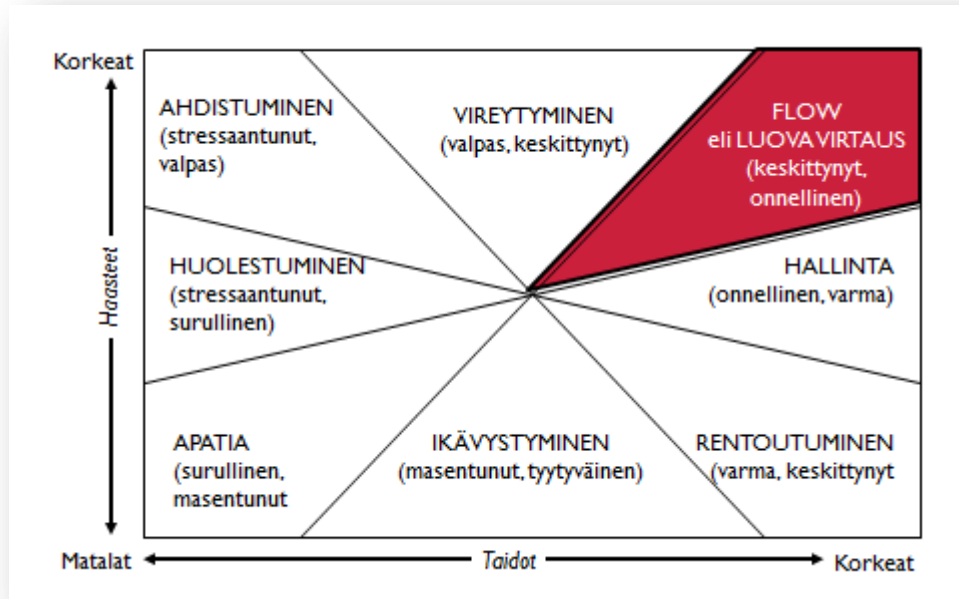 Korkeat
AHDISTUMINEN
(stressaantunut,
valpas)
VIREYTYMINEN
(valpas, keskittynyt)
FLOW
eli LUOVA VIRTAUS
(keskittynyt,
onnellinen)
Haasteet
HUOLESTUMINEN
(stressaantunut,
surullinen)
HALLINTA
(onnellinen, varma)
APATIA
(surullinen,
masentunut
IKÄVYSTYMINEN
(masentunut, tyytyväinen)
RENTOUTUMINEN
(varma, keskittynyt
Matalat
Taidot
Korkeat